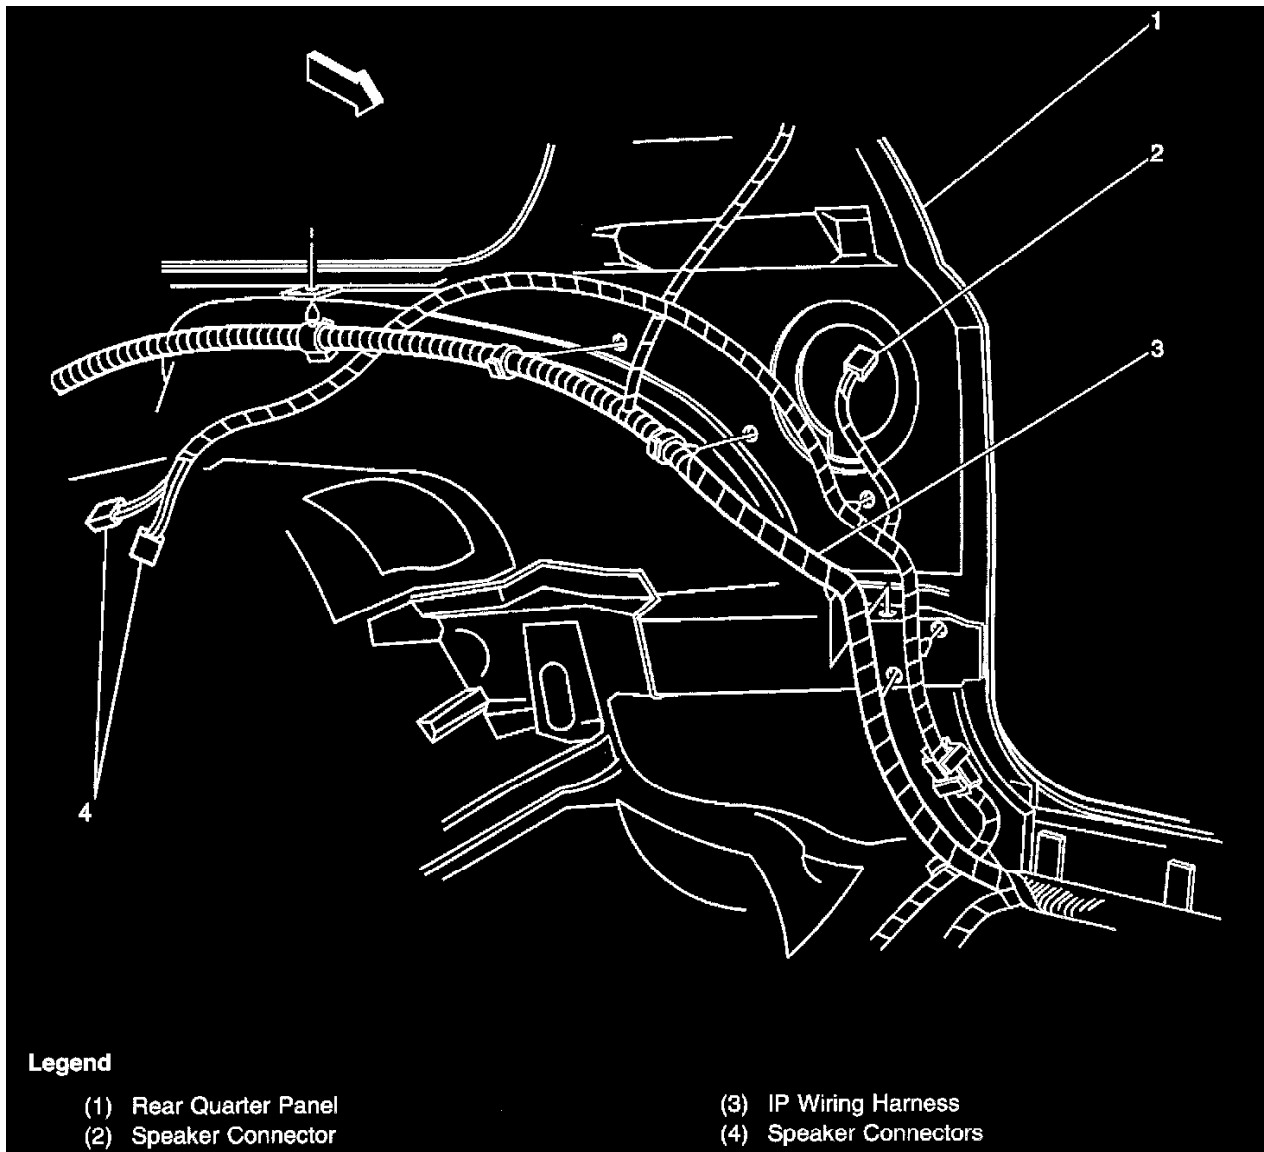 1
2
3
4
Legend
(1) Rear Quarter Panel
(2) Speaker Connector
(3) IP Wiring Harness
(4) Speaker Connectors